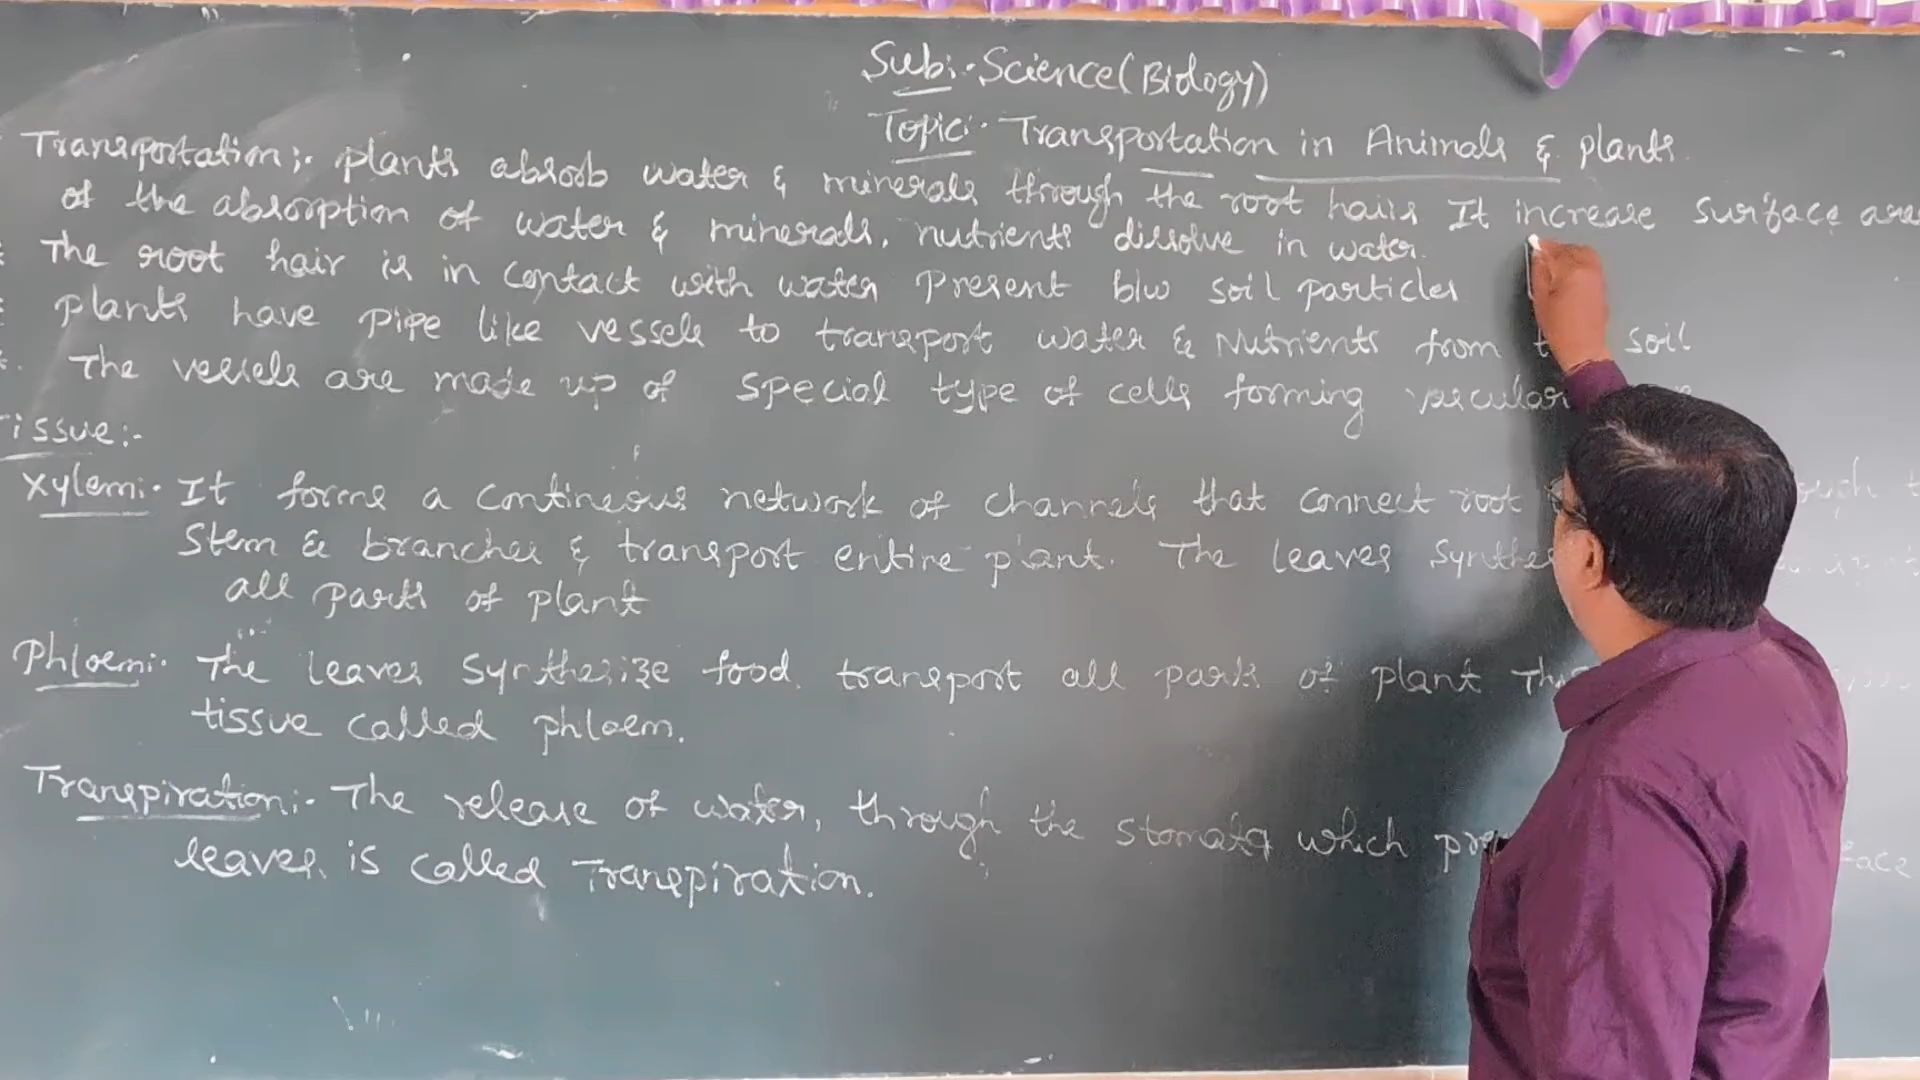 Sub:- Science (Biology)
Topic:- Transportation in Animals & plants
Transportation:- plants absorb water & minerals through the root hairs It increase surface area
of the absorption of water & minerals. nutrients dissolve in water.
The root hair is in contact with water Present b/w soil particles
plants have pipe like vessels to transport water & Nutrients from soil
The vessels are made up of special type of cells forming vascular
Tissue:-
Xylem:- It forms a contineous network of channels that connect root
Stem & branches & transport entire plant. The leaves
all parts of plant
Phloem:- The leaves Synthesize food transport all parts of plant
tissue called phloem.
Transpiration:- The release of water, through the stomata which
leaves is called Transpiration.